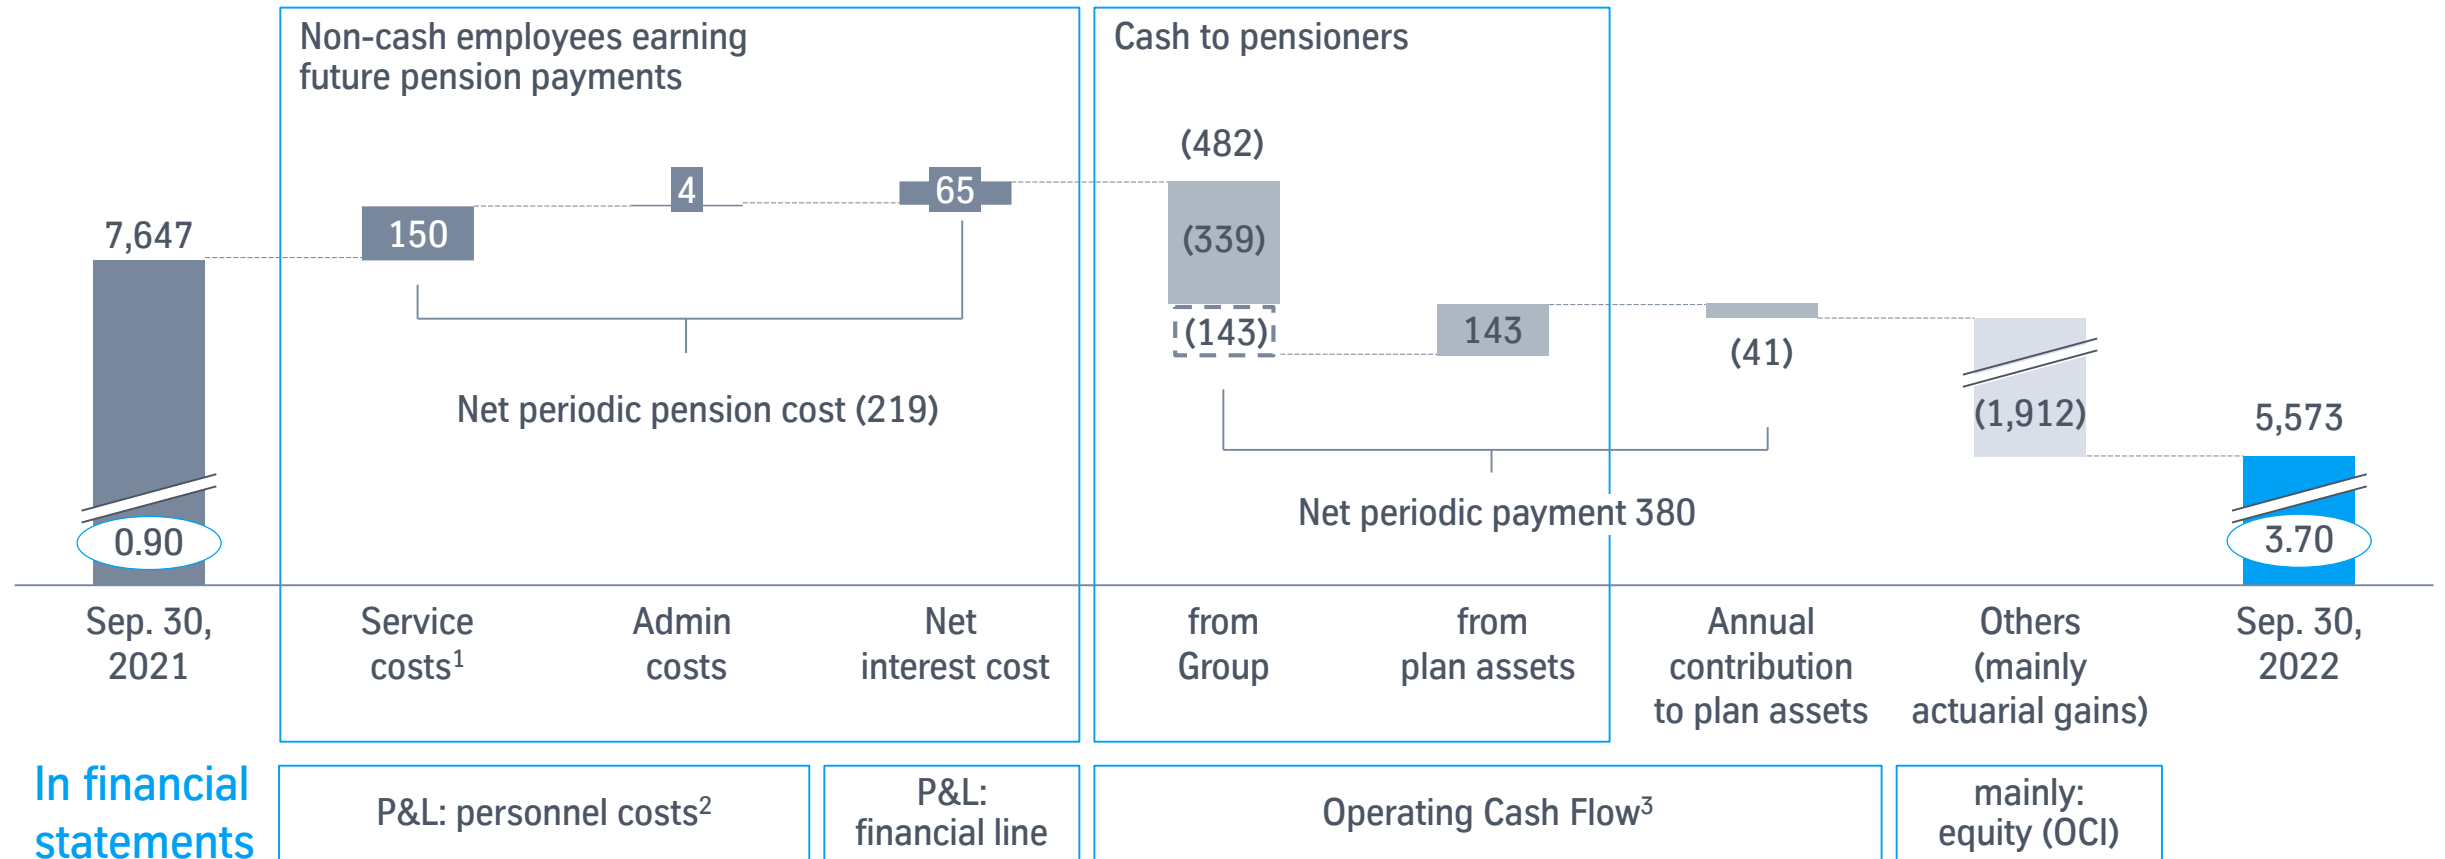 Non-cash employees earning
future pension payments
Cash to pensioners
7,647
150
4
65
(482)
(339)
(143)
143
(41)
(1,912)
5,573
Net periodic pension cost (219)
Net periodic payment 380
0.90
3.70
Sep. 30,
2021
Service
costs¹
Admin
costs
Net
interest cost
from
Group
from
plan assets
Annual
contribution
to plan assets
Others
(mainly
actuarial gains)
Sep. 30,
2022
In financial
statements
P&L: personnel costs²
P&L:
financial line
Operating Cash Flow³
mainly:
equity (OCI)